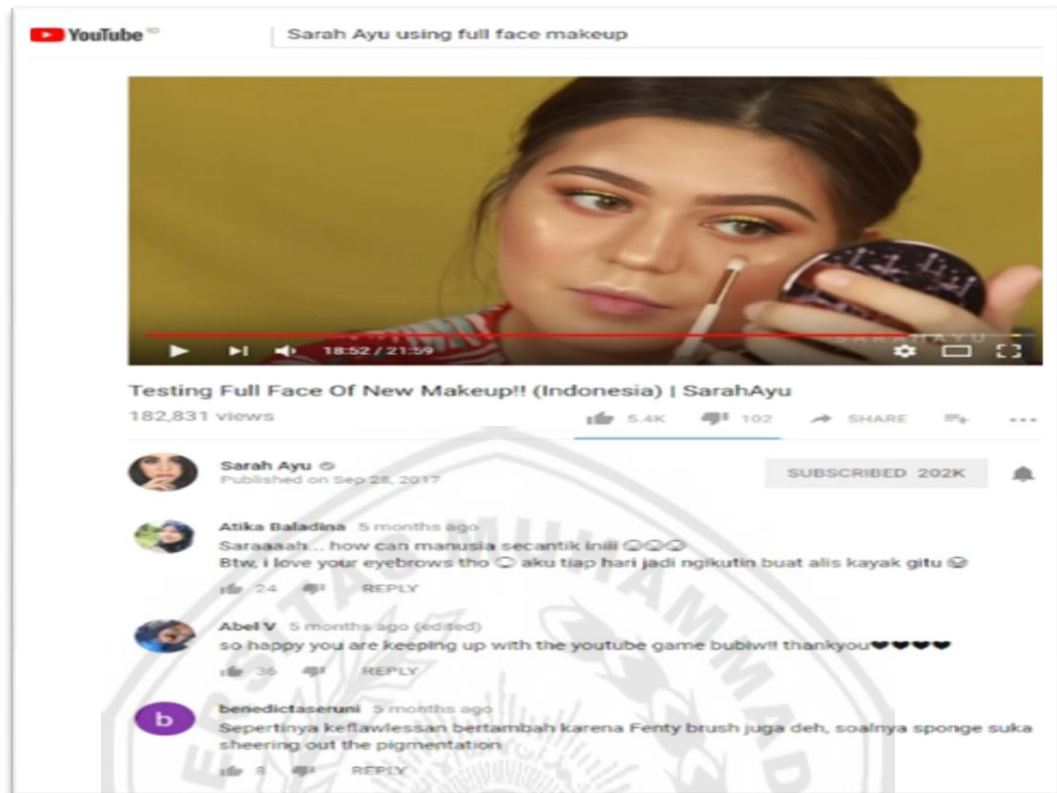 YouTube ID
Sarah Ayu using full face makeup
SARAHAYU
18:52 / 21:59
Testing Full Face Of New Makeup!! (Indonesia) | SarahAyu
182,831 views
5.4K 102 SHARE
Sarah Ayu
Published on Sep 28, 2017
SUBSCRIBED 202K
Atika Baladina 5 months ago
Saraaaah... how can manusia secantik iniii
Btw, i love your eyebrows tho aku tiap hari jadi ngikutin buat alis kayak gitu
24 REPLY
Abel V 5 months ago (edited)
so happy you are keeping up with the youtube game bubiw!! thankyou♥♥♥♥
36 REPLY
b
benedictaseruni 5 months ago
Sepertinya keflawlessan bertambah karena Fenty brush juga deh, soalnya sponge suka
sheering out the pigmentation
8 REPLY
ERSITAS MUHAMMAD